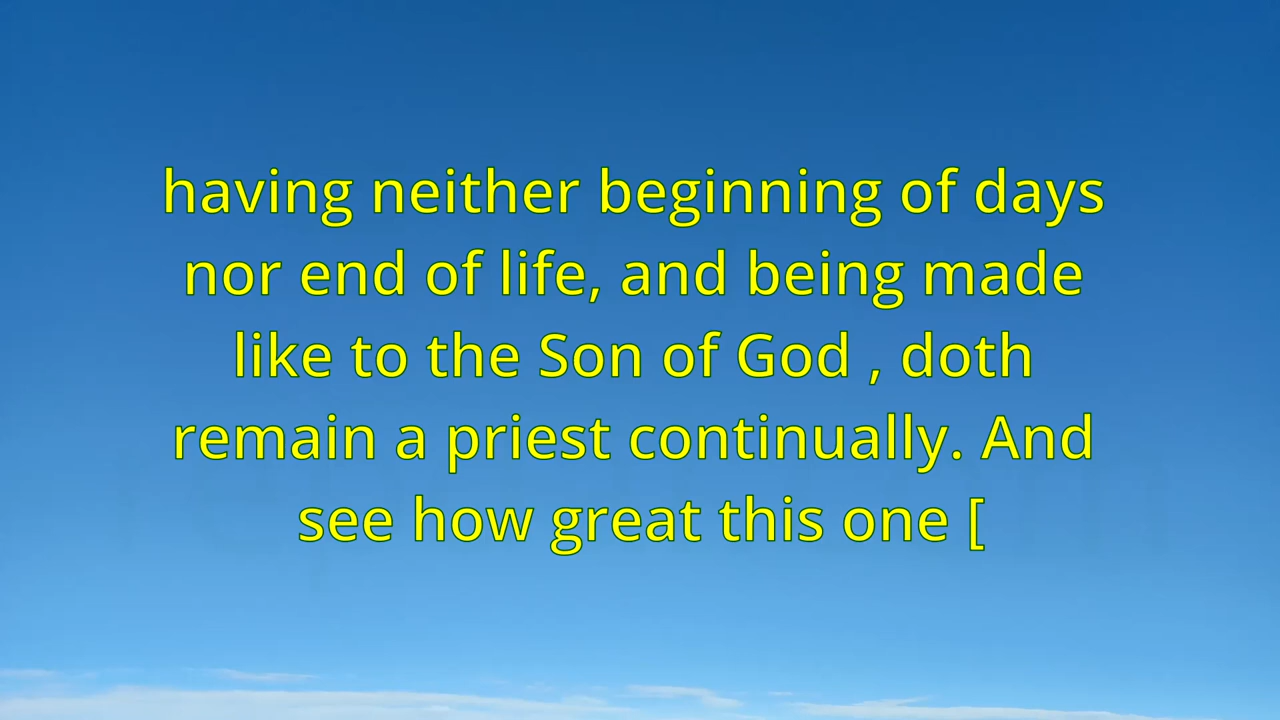 having neither beginning of days
nor end of life, and being made
like to the Son of God , doth
remain a priest continually. And
see how great this one [